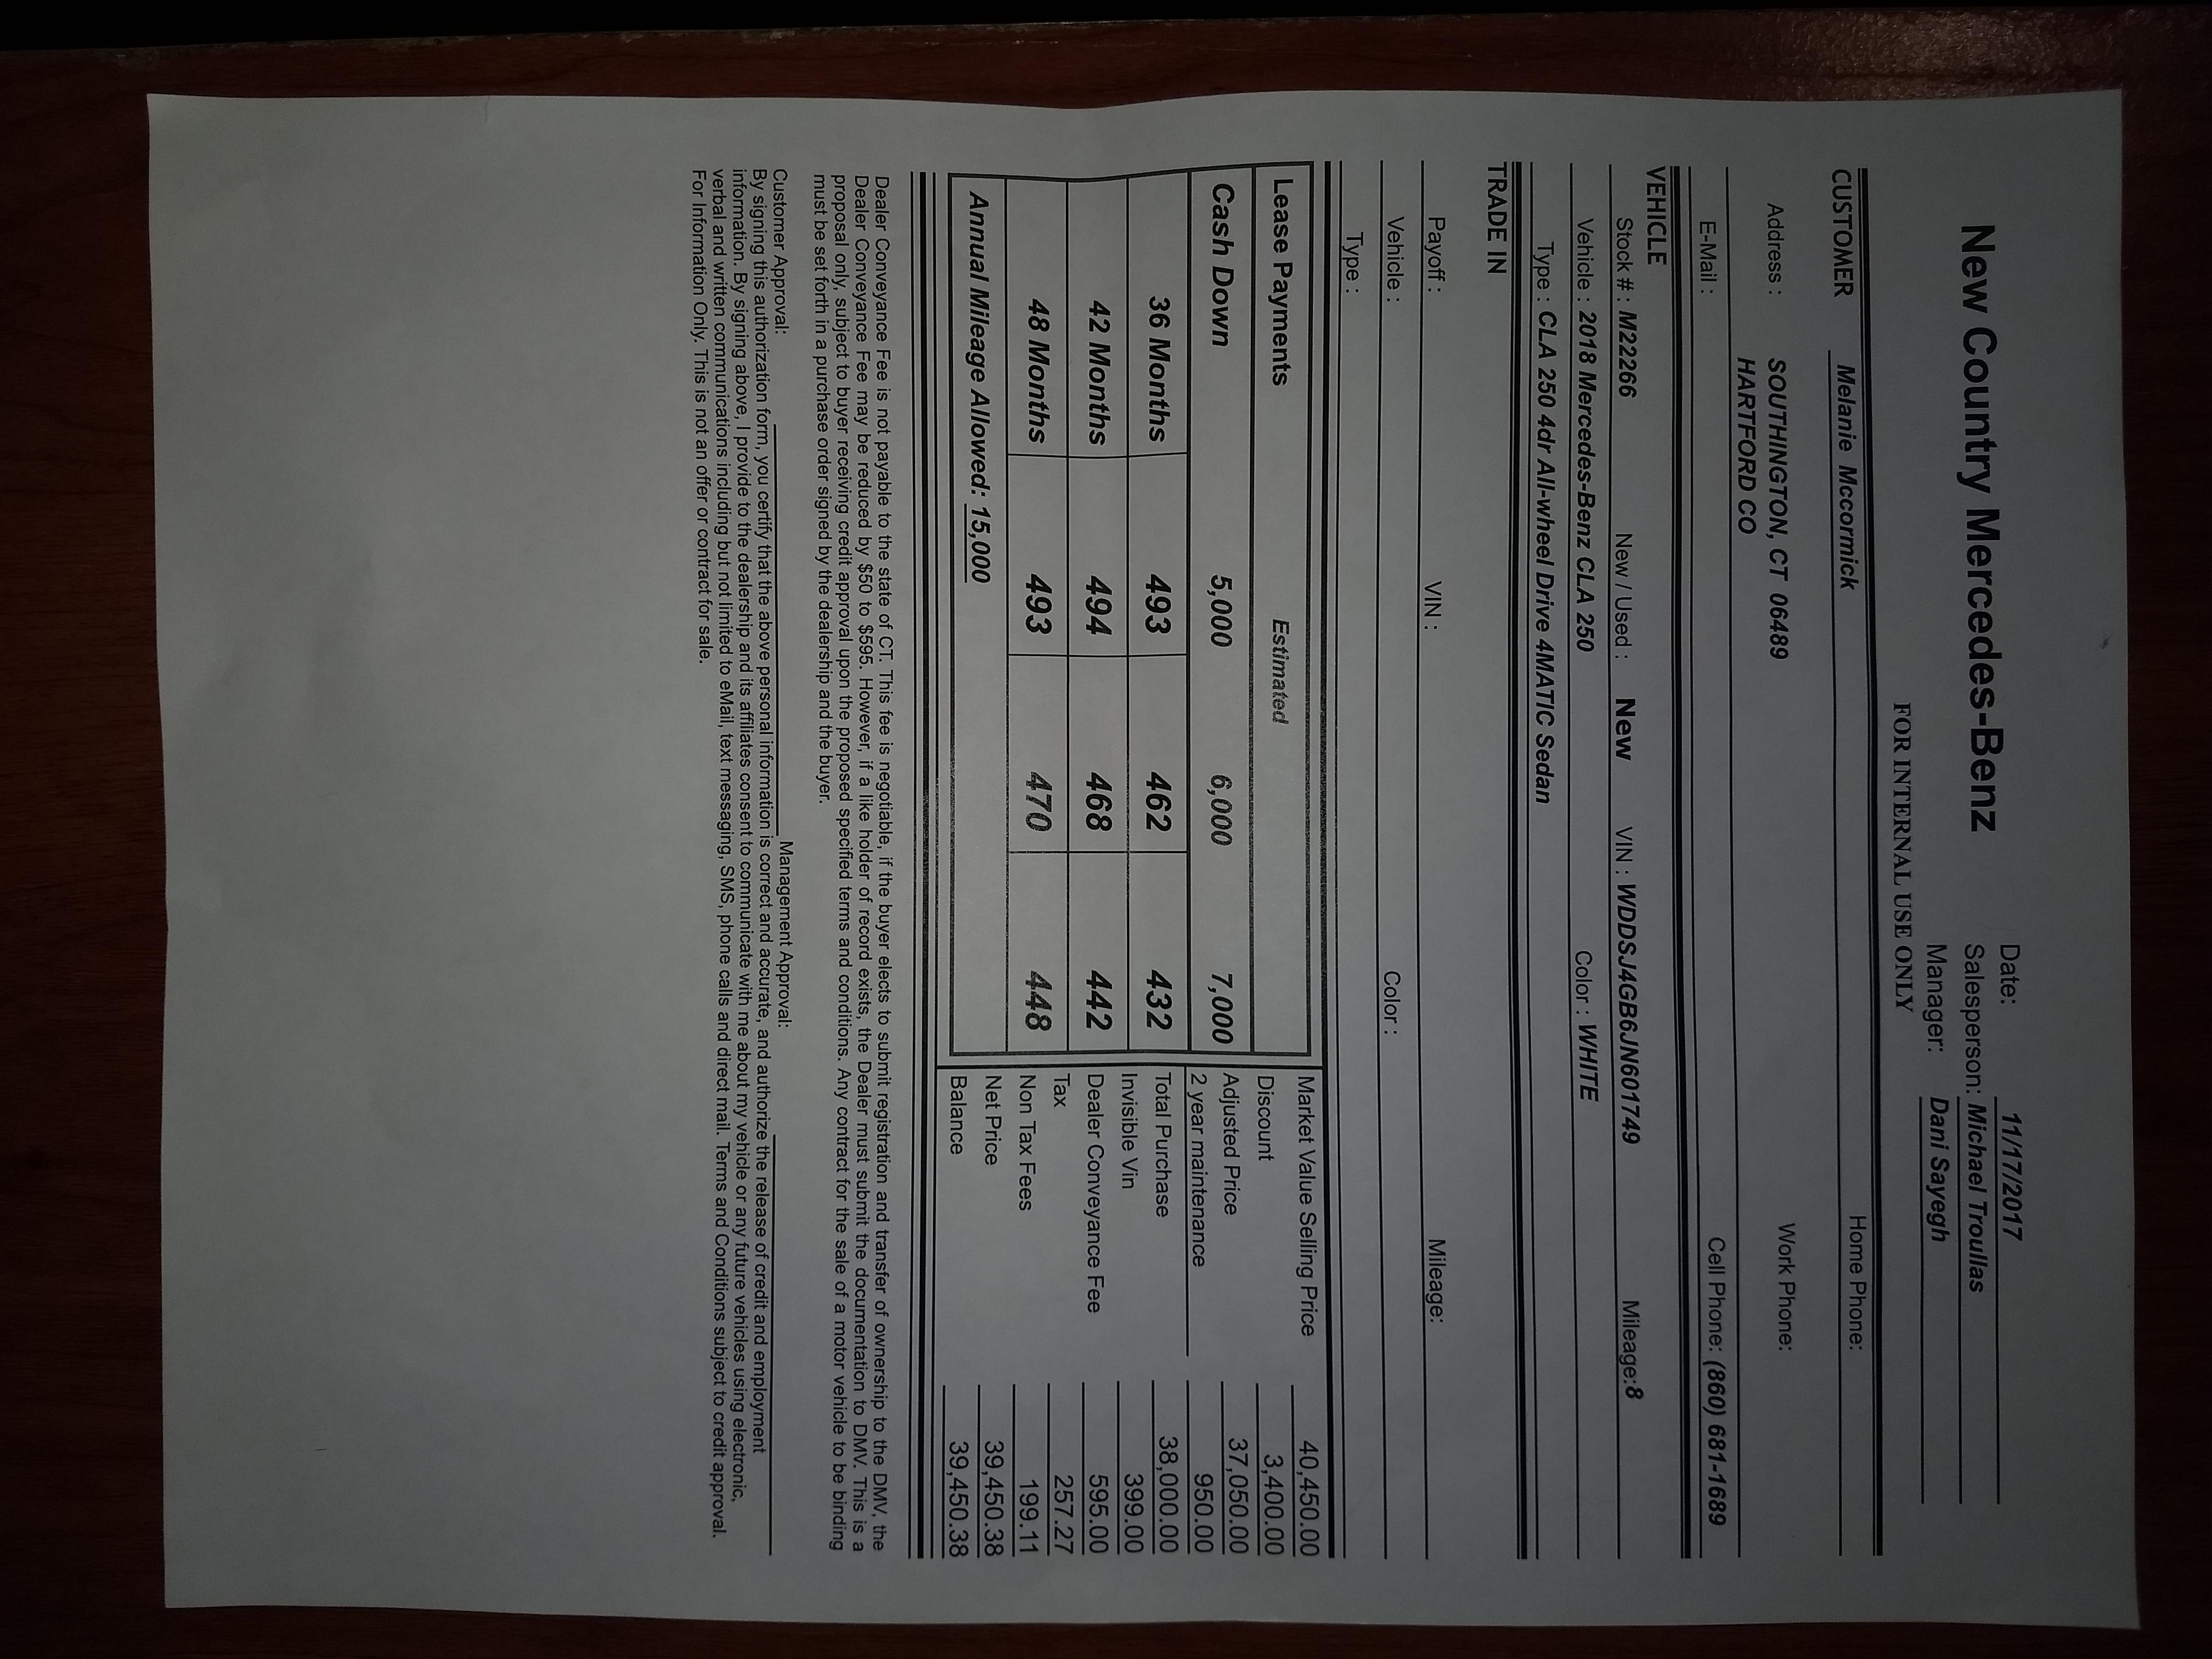 New Country Mercedes-Benz
Date: 11/17/2017
Salesperson: Michael Troullas
Manager: Dani Sayegh
FOR INTERNAL USE ONLY
CUSTOMER Melanie Mccormick Home Phone:
Address : SOUTHINGTON, CT 06489 Work Phone:
HARTFORD CO
E-Mail : Cell Phone: (860) 681-1689
VEHICLE
Stock # : M22266 New / Used : New VIN : WDDSJ4GB6JN601749 Mileage:8
Vehicle : 2018 Mercedes-Benz CLA 250 Color : WHITE
Type : CLA 250 4dr All-wheel Drive 4MATIC Sedan
TRADE IN
Payoff : VIN : Mileage:
Vehicle : Color :
Type :
Lease Payments Estimated
Cash Down 5,000 6,000 7,000
36 Months 493 462 432
42 Months 494 468 442
48 Months 493 470 448
Annual Mileage Allowed: 15,000
Market Value Selling Price 40,450.00
Discount 3,400.00
Adjusted Price 37,050.00
2 year maintenance 950.00
Total Purchase 38,000.00
Invisible Vin 399.00
Dealer Conveyance Fee 595.00
Tax 257.27
Non Tax Fees 199.11
Net Price 39,450.38
Balance 39,450.38
Dealer Conveyance Fee is not payable to the state of CT. This fee is negotiable, if the buyer elects to submit registration and transfer of ownership to the DMV, the
Dealer Conveyance Fee may be reduced by $50 to $595. However, if a like holder of record exists, the Dealer must submit the documentation to DMV. This is a
proposal only, subject to buyer receiving credit approval upon the proposed specified terms and conditions. Any contract for the sale of a motor vehicle to be binding
must be set forth in a purchase order signed by the dealership and the buyer.
Customer Approval: Management Approval:
By signing this authorization form, you certify that the above personal information is correct and accurate, and authorize the release of credit and employment
information. By signing above, I provide to the dealership and its affiliates consent to communicate with me about my vehicle or any future vehicles using electronic,
verbal and written communications including but not limited to eMail, text messaging, SMS, phone calls and direct mail. Terms and Conditions subject to credit approval.
For Information Only. This is not an offer or contract for sale.